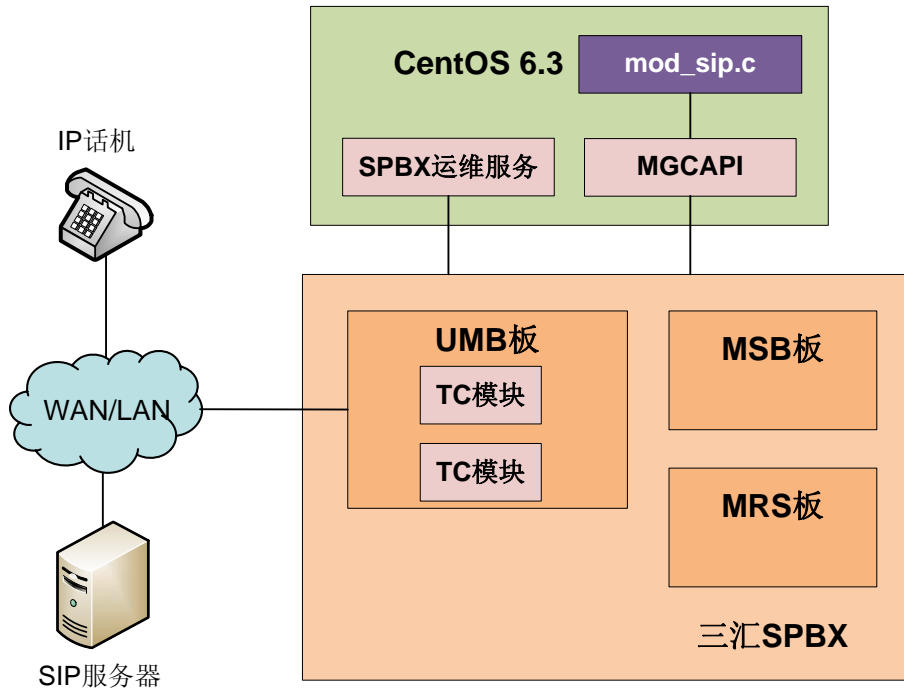 CentOS 6.3
mod_sip.c
IP话机
SPBX运维服务
MGCAPI
UMB板
MSB板
TC模块
WAN/LAN
TC模块
MRS板
三汇SPBX
SIP服务器